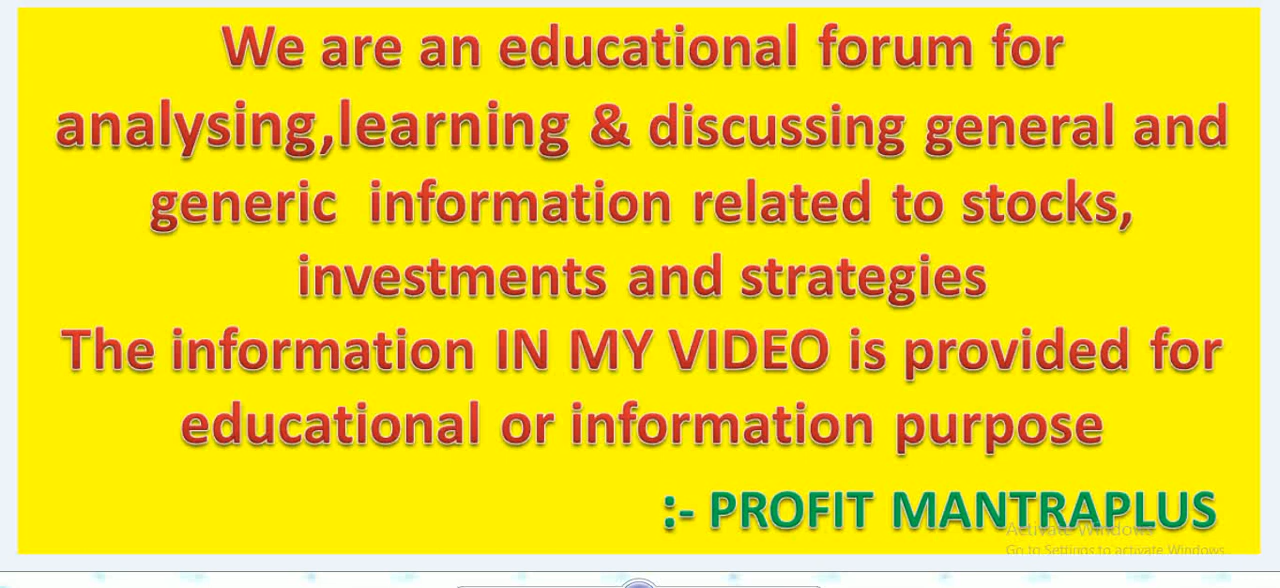 We are an educational forum for
analysing,learning & discussing general and
generic information related to stocks,
investments and strategies
The information IN MY VIDEO is provided for
educational or information purpose
:- PROFIT MANTRAPLUS
Activate Windows
Go to Settings to activate Windows.